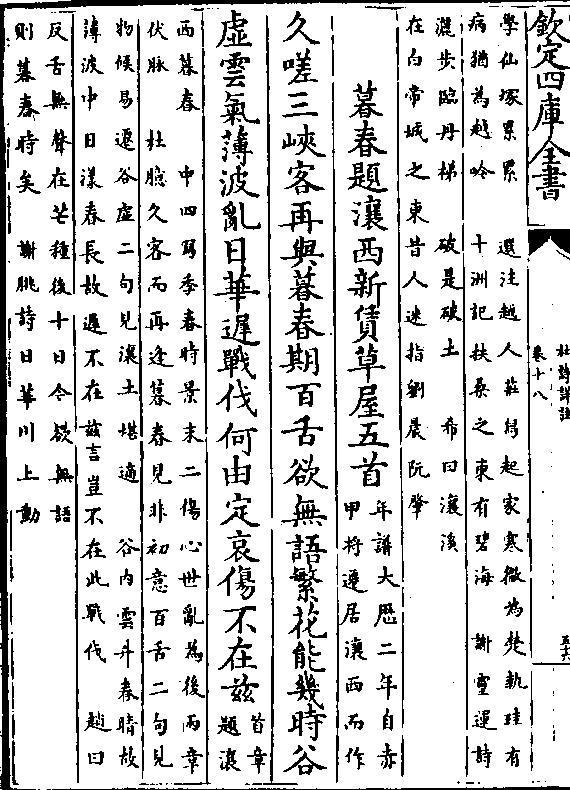 欽定四庫全書
杜詩詳註
卷十八
五十六
學仙塚累累　選注越人莊舄起家寒微為楚執珪有
病猶為越吟　十洲記扶桑之東有碧海　謝靈運詩
灑步臨丹梯　破是破土　希曰瀼溪
在白帝城之東昔人迷指劉晨阮肇
暮春題瀼西新賃草屋五首
年譜大厯二年自赤
甲將遷居瀼西而作
久嗟三峽客再與暮春期百舌欲無語繁花能幾時谷
虛雲氣薄波亂日華遲戰伐何由定哀傷不在兹
首章
題瀼
西暮春　中四寫季春時景末二傷心世亂為後兩章
伏脉　杜臆久客而再逢暮春見非初意百舌二句見
物候易遷谷虛二句見瀼土堪適　谷內雲升春晴故
薄波中日漾春長故遲不在兹言豈不在此戰伐　趙曰
反舌無聲在芒種後十日今欲無語
則暮春時矣　謝朓詩日華川上動